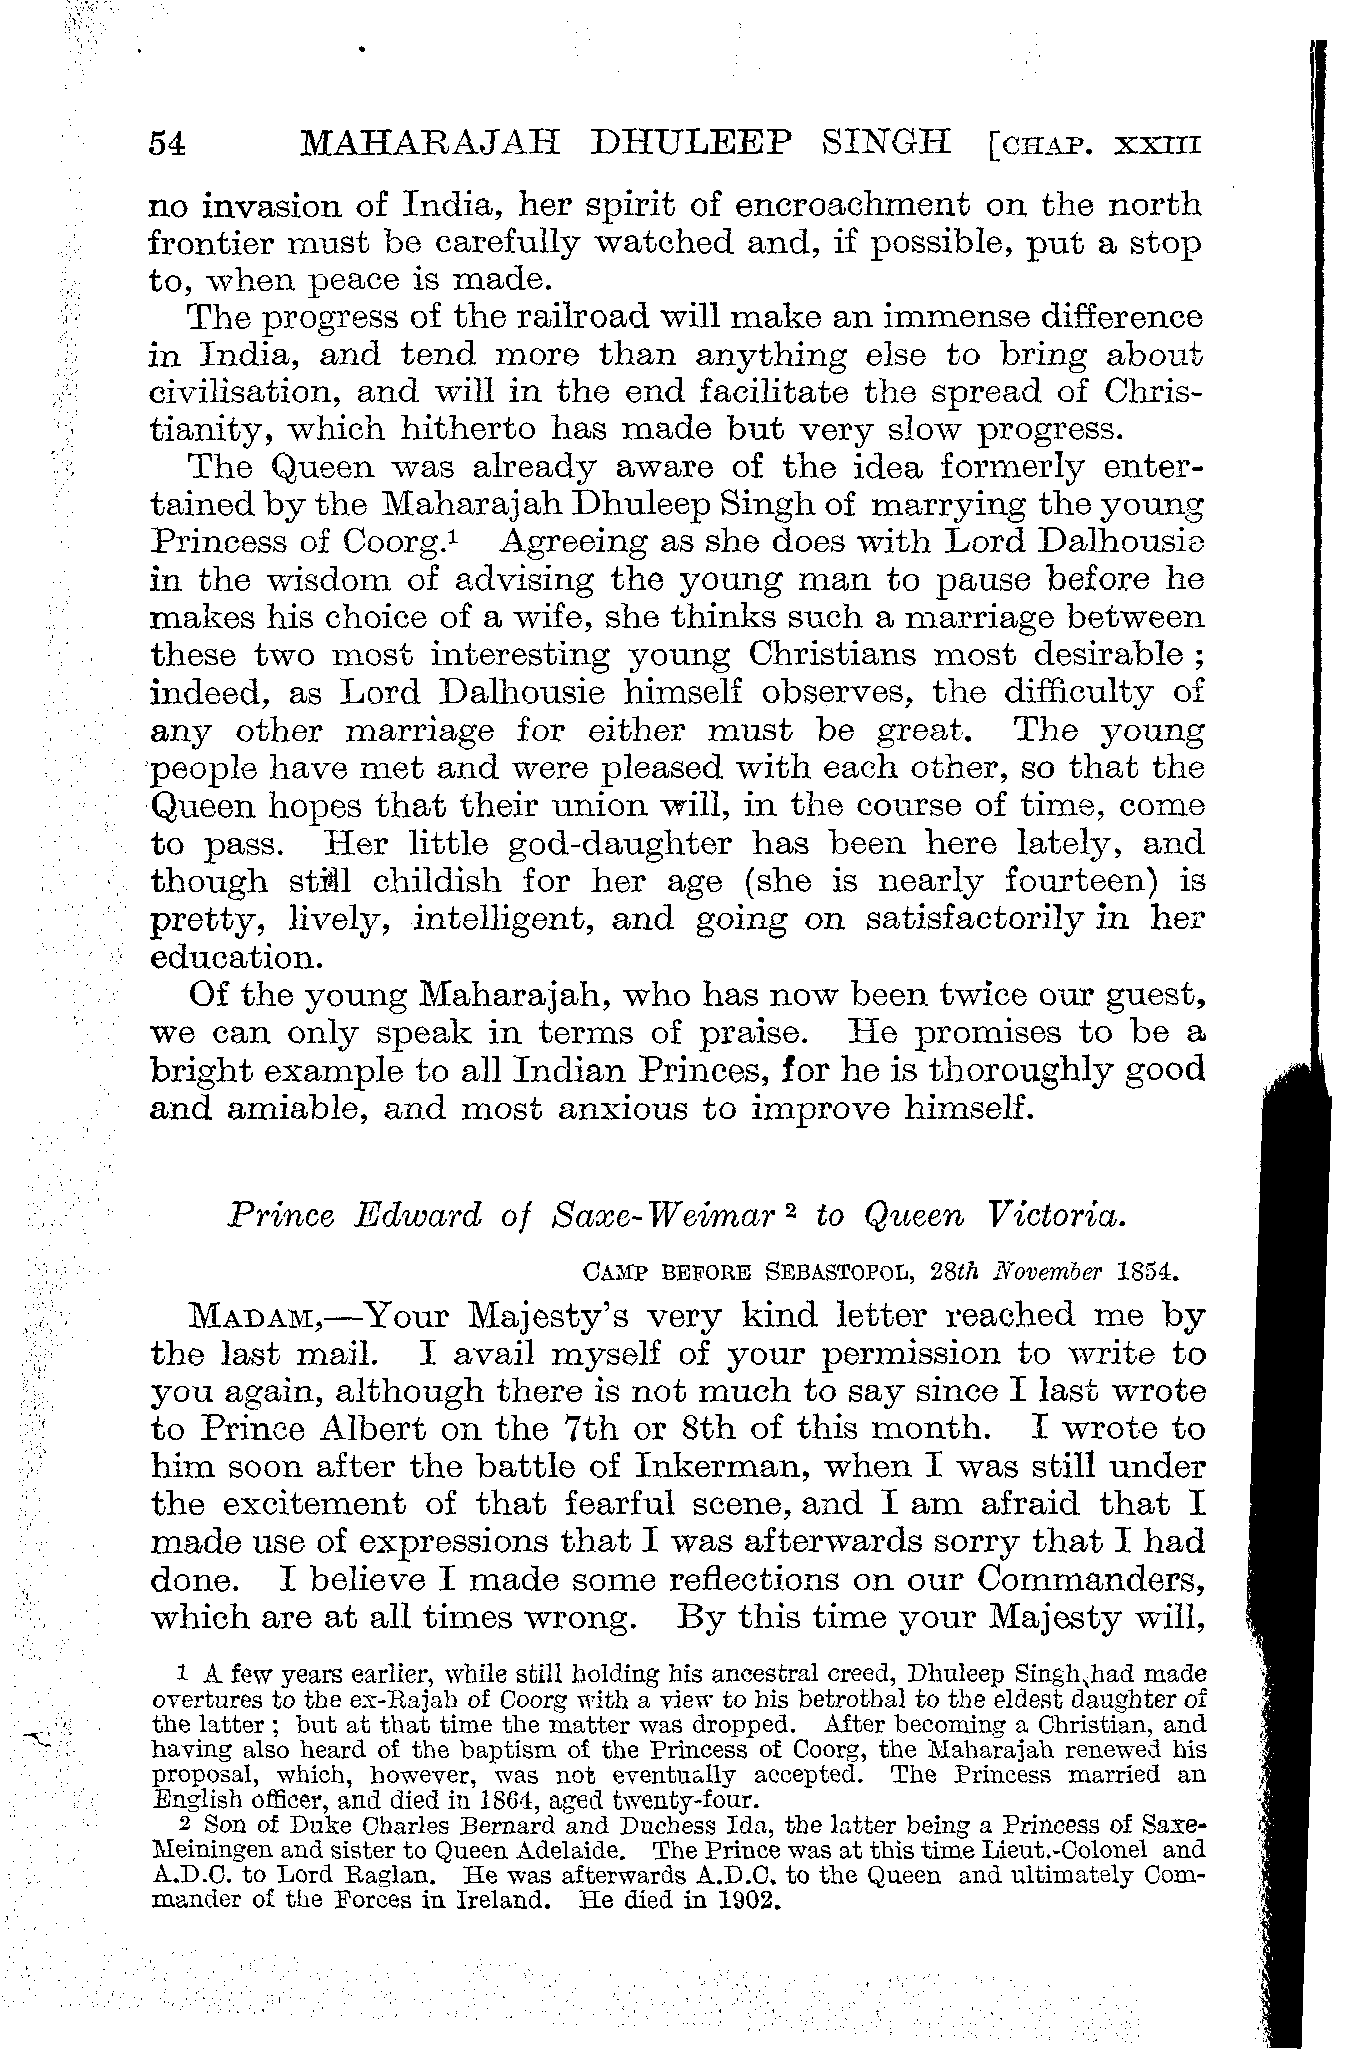 54 MAHARAJAH DHULEEP SINGH [CHAP. XXIII
no invasion of India, her spirit of encroachment on the north
frontier must be carefully watched and, if possible, put a stop
to, when peace is made.
The progress of the railroad will make an immense difference
in India, and tend more than anything else to bring about
civilisation, and will in the end facilitate the spread of Chris-
tianity, which hitherto has made but very slow progress.
The Queen was already aware of the idea formerly enter-
tained by the Maharajah Dhuleep Singh of marrying the young
Princess of Coorg.¹ Agreeing as she does with Lord Dalhousie
in the wisdom of advising the young man to pause before he
makes his choice of a wife, she thinks such a marriage between
these two most interesting young Christians most desirable ;
indeed, as Lord Dalhousie himself observes, the difficulty of
any other marriage for either must be great. The young
people have met and were pleased with each other, so that the
Queen hopes that their union will, in the course of time, come
to pass. Her little god-daughter has been here lately, and
though still childish for her age (she is nearly fourteen) is
pretty, lively, intelligent, and going on satisfactorily in her
education.
Of the young Maharajah, who has now been twice our guest,
we can only speak in terms of praise. He promises to be a
bright example to all Indian Princes, for he is thoroughly good
and amiable, and most anxious to improve himself.
Prince Edward of Saxe-Weimar ² to Queen Victoria.
CAMP BEFORE SEBASTOPOL, 28th November 1854.
MADAM,—Your Majesty's very kind letter reached me by
the last mail. I avail myself of your permission to write to
you again, although there is not much to say since I last wrote
to Prince Albert on the 7th or 8th of this month. I wrote to
him soon after the battle of Inkerman, when I was still under
the excitement of that fearful scene, and I am afraid that I
made use of expressions that I was afterwards sorry that I had
done. I believe I made some reflections on our Commanders,
which are at all times wrong. By this time your Majesty will,
1 A few years earlier, while still holding his ancestral creed, Dhuleep Singh had made
overtures to the ex-Rajah of Coorg with a view to his betrothal to the eldest daughter of
the latter ; but at that time the matter was dropped. After becoming a Christian, and
having also heard of the baptism of the Princess of Coorg, the Maharajah renewed his
proposal, which, however, was not eventually accepted. The Princess married an
English officer, and died in 1864, aged twenty-four.
2 Son of Duke Charles Bernard and Duchess Ida, the latter being a Princess of Saxe-
Meiningen and sister to Queen Adelaide. The Prince was at this time Lieut.-Colonel and
A.D.C. to Lord Raglan. He was afterwards A.D.C. to the Queen and ultimately Com-
mander of the Forces in Ireland. He died in 1902.